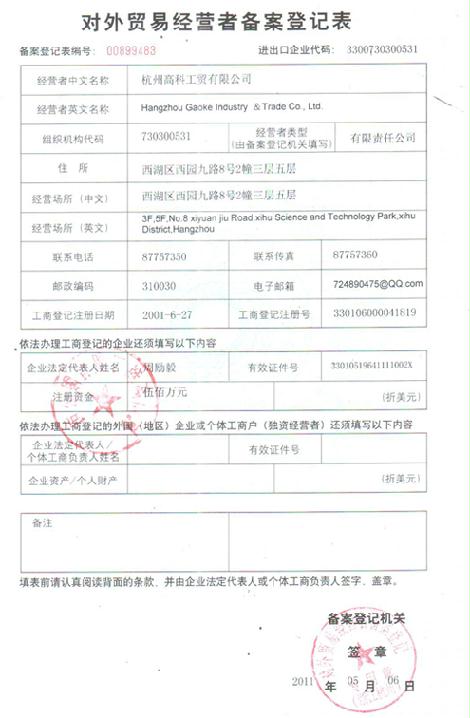 对外贸易经营者备案登记表
备案登记表编号: 00899483 进出口企业代码: 3300730300531
经营者中文名称 杭州高科工贸有限公司
经营者英文名称 Hangzhou Gaoke Industry & Trade Co., Ltd.
组织机构代码 730300531 经营者类型 (由备案登记机关填写) 有限责任公司
住 所 西湖区西园九路8号2幢三层五层
经营场所 (中文) 西湖区西园九路8号2幢三层五层
经营场所 (英文) 3F,5F,No.8 xiyuan jiu Road xihu Science and Technology Park,xihu
District,Hangzhou
联系电话 87757350 联系传真 87757360
邮政编码 310030 电子邮箱 724890475@QQ.com
工商登记注册日期 2001-6-27 工商登记注册号 330106000041819
依法办理工商登记的企业还须填写以下内容
企业法定代表人姓名 周励毅 有效证件号 33010519641111002X
注册资金 伍佰万元 (折美元)
依法办理工商登记的外国 (地区) 企业或个体工商户 (独资经营者) 还须填写以下内容
企业法定代表人/
个体工商负责人姓名 有效证件号
企业资产/个人财产 (折美元)
备注
填表前请认真阅读背面的条款、并由企业法定代表人或个体工商负责人签字、盖章。
备案登记机关
签 章
2011 年 05 月 06 日